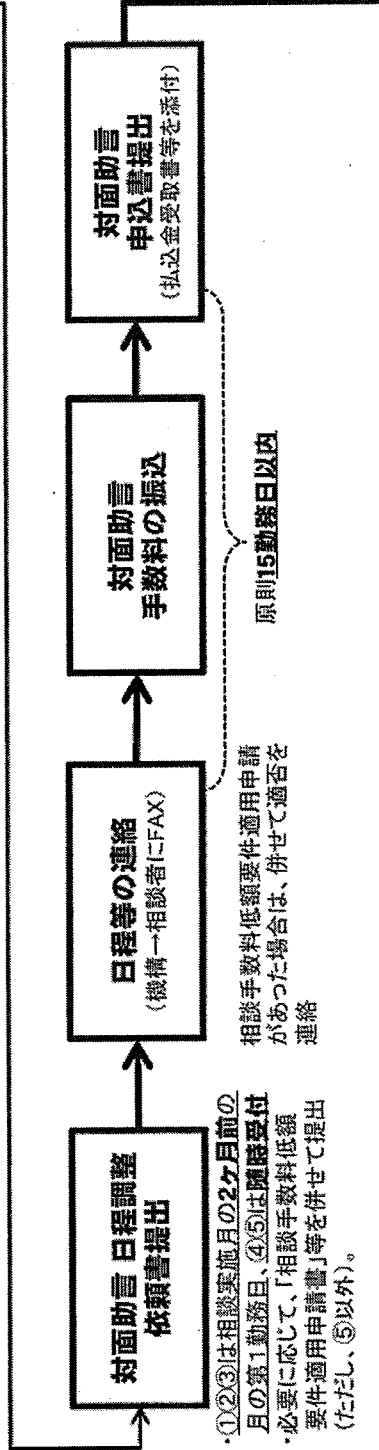 対面助言 日程調整
依頼書提出
・①②③は相談実施月の2ヶ月前の
月の第1勤務日、④⑤は随時受付
・必要に応じて、「相談手数料低額
要件適用申請書」等を併せて提出
（ただし、⑤以外）。
日程等の連絡
（機構→相談者にFAX）
相談手数料低額要件適用申請
があった場合は、併せて適否を
連絡
対面助言
手数料の振込
原則15勤務日以内
対面助言
申込書提出
（払込金受取書等を添付）